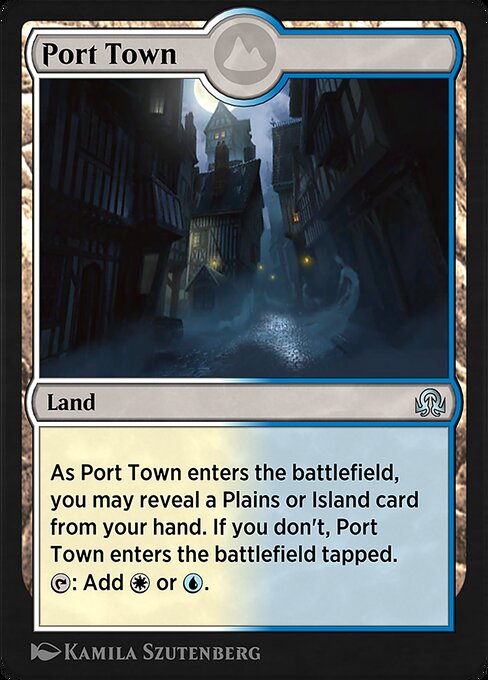 Port Town
Land
As Port Town enters the battlefield,
you may reveal a Plains or Island card
from your hand. If you don't, Port
Town enters the battlefield tapped.
: Add or .
Kamila Szutenberg